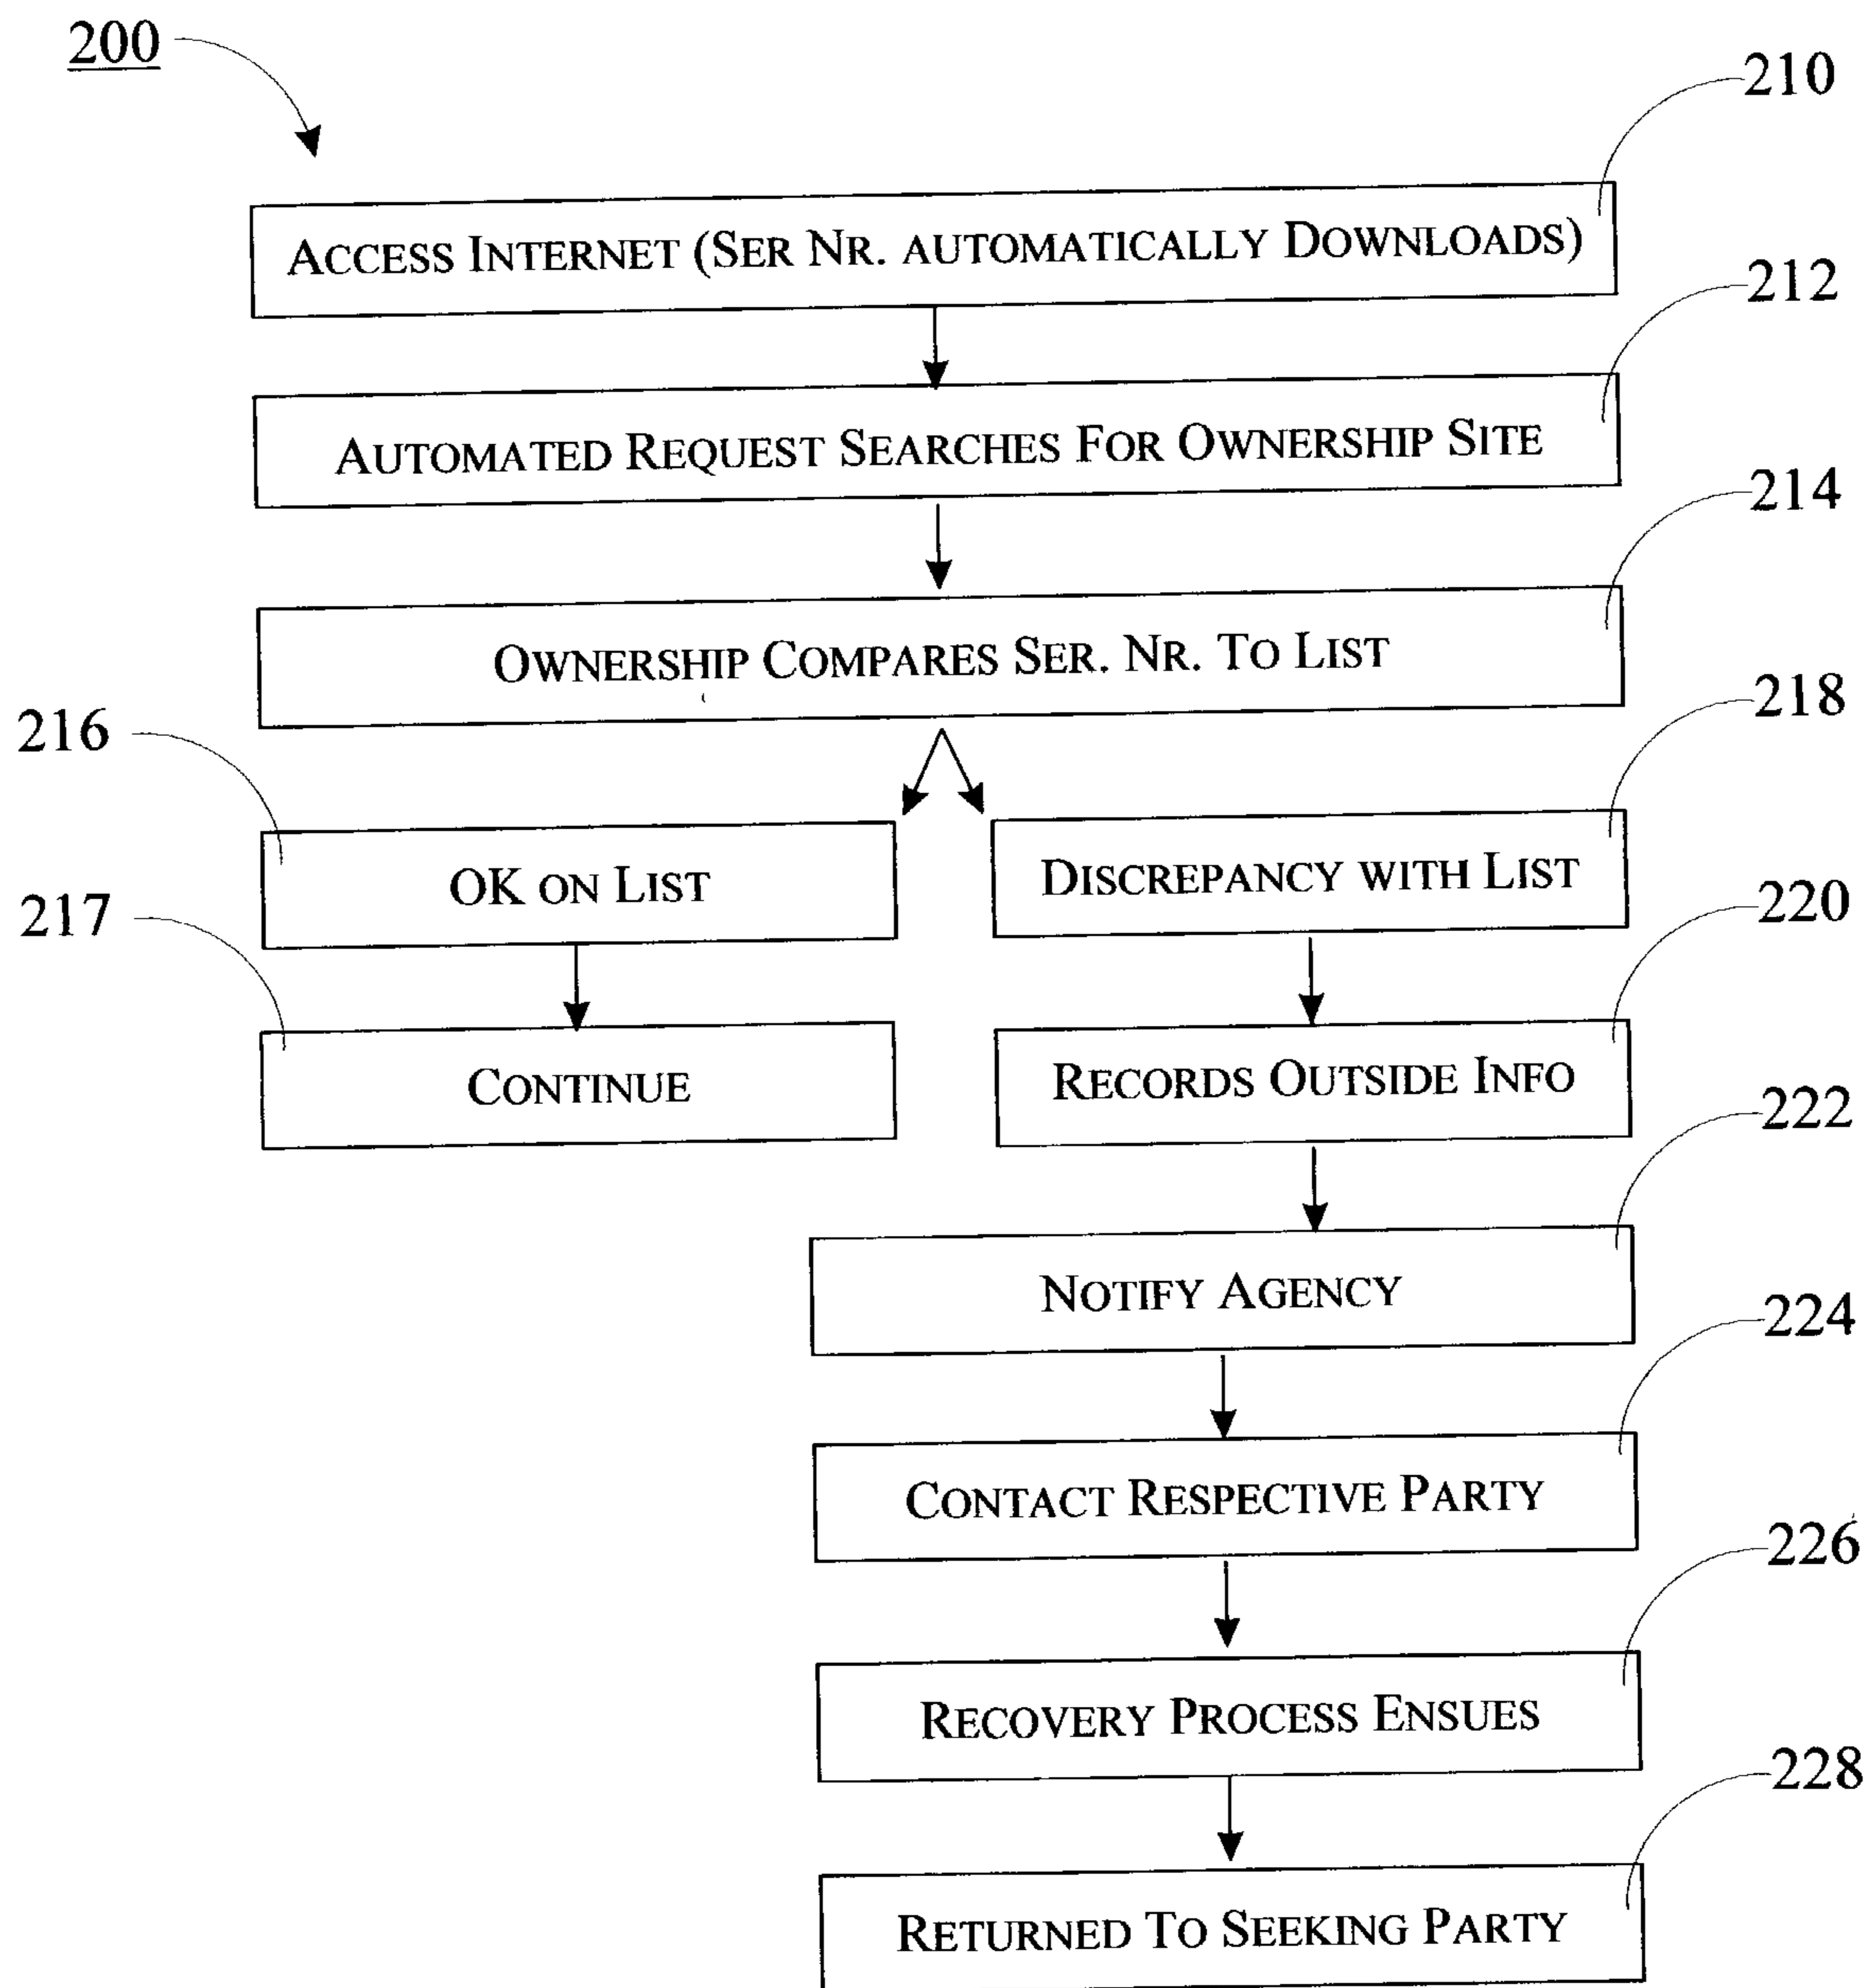 200
210
ACCESS INTERNET (SER NR. AUTOMATICALLY DOWNLOADS)
212
AUTOMATED REQUEST SEARCHES FOR OWNERSHIP SITE
214
OWNERSHIP COMPARES SER. NR. TO LIST
216
218
OK ON LIST
DISCREPANCY WITH LIST
217
220
CONTINUE
RECORDS OUTSIDE INFO
222
NOTIFY AGENCY
224
CONTACT RESPECTIVE PARTY
226
RECOVERY PROCESS ENSUES
228
RETURNED TO SEEKING PARTY